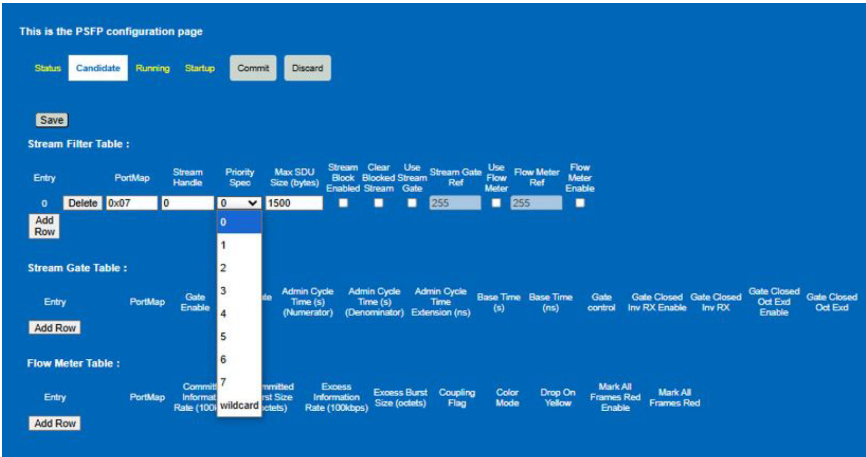 This is the PSFP configuration page
Status Candidate Running Startup Commit Discard
Save
Stream Filter Table :
Entry PortMap Stream Handle Priority Spec Max SDU Size (bytes) Stream Block Enabled Clear Blocked Stream Use Stream Gate Stream Gate Ref Use Flow Meter Flow Meter Ref Flow Meter Enable
0 Delete 0x07 0 0 1500 255 255
Add Row
0
1
2
3
4
5
6
7
wildcard
Stream Gate Table :
Entry PortMap Gate Enable Admin Cycle Time (s) (Numerator) Admin Cycle Time (s) (Denominator) Admin Cycle Time Extension (ns) Base Time (s) Base Time (ns) Gate control Gate Closed Inv RX Enable Gate Closed Inv RX Gate Closed Oct Exd Enable Gate Closed Oct Exd
Add Row
Flow Meter Table :
Entry PortMap Excess Information Rate (100kbps) Excess Burst Size (octets) Coupling Flag Color Mode Drop On Yellow Mark All Frames Red Enable Mark All Frames Red
Add Row